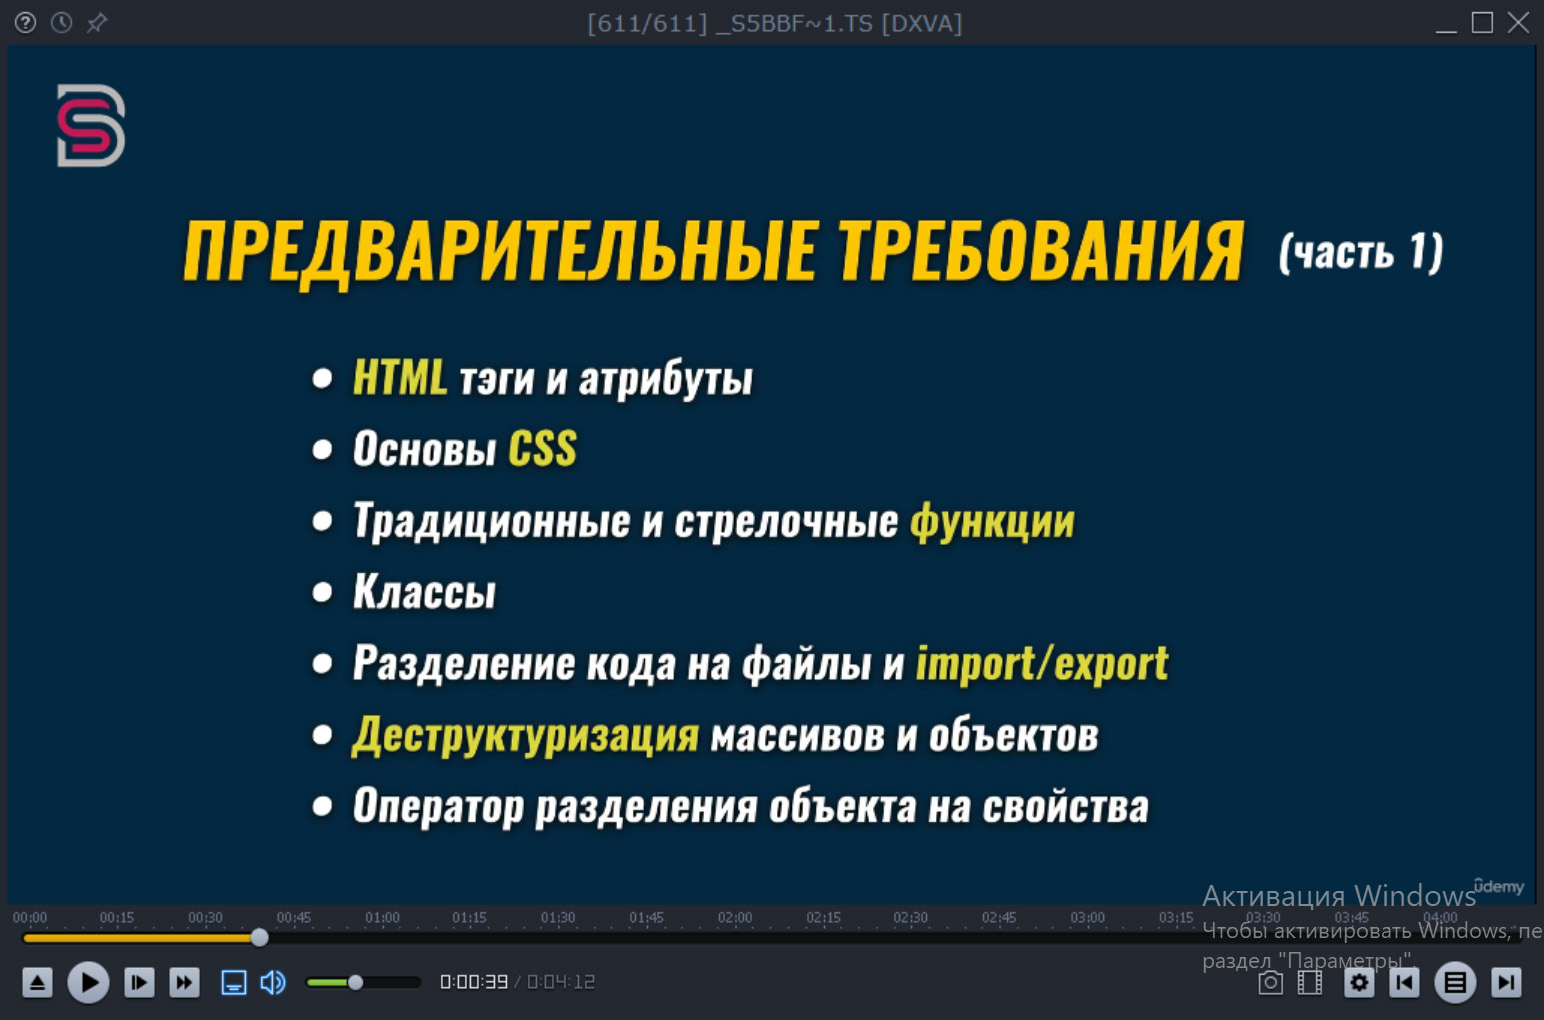 [611/611] _S5BBF~1.TS [DXVA]
ПРЕДВАРИТЕЛЬНЫЕ ТРЕБОВАНИЯ (часть 1)
• HTML тэги и атрибуты
• Основы CSS
• Традиционные и стрелочные функции
• Классы
• Разделение кода на файлы и import/export
• Деструктуризация массивов и объектов
• Оператор разделения объекта на свойства
ûdemy
Активация Windows
Чтобы активировать Windows, пе
раздел "Параметры".
00:00 00:15 00:30 00:45 01:00 01:15 01:30 01:45 02:00 02:15 02:30 02:45 03:00 03:15 03:30 03:45 04:00
0:00:39 / 0:04:12